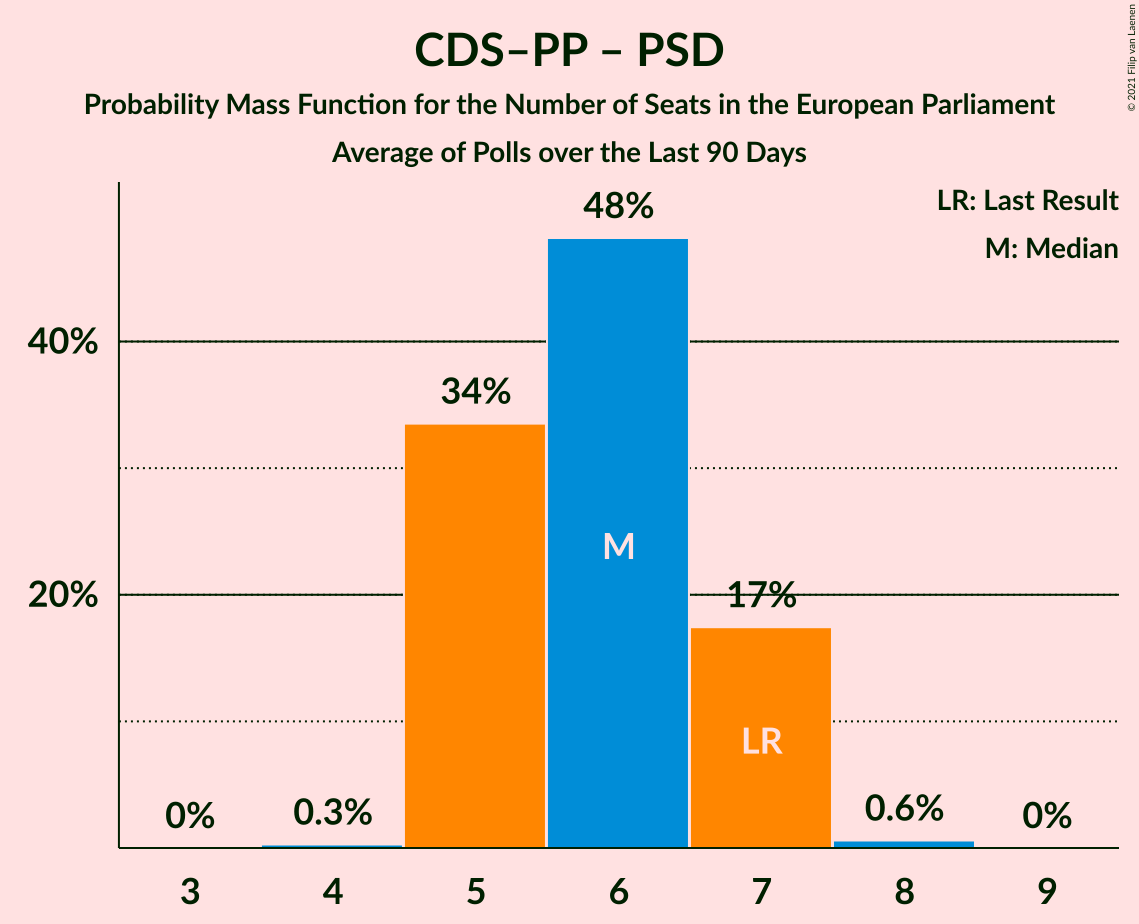 CDS–PP – PSD
Probability Mass Function for the Number of Seats in the European Parliament
Average of Polls over the Last 90 Days
© 2021 Filip van Laenen
LR: Last Result
M: Median
40%
20%
0%
0.3%
34%
48%
17%
0.6%
0%
M
LR
3 4 5 6 7 8 9